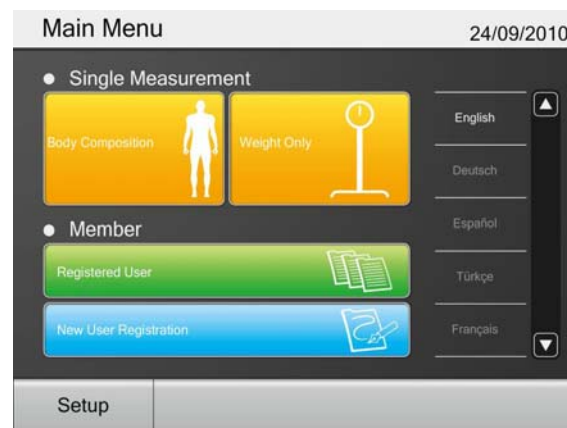 Main Menu
24/09/2010
Single Measurement
Body Composition
Weight Only
Member
Registered User
New User Registration
English
Deutsch
Español
Türkçe
Français
Setup